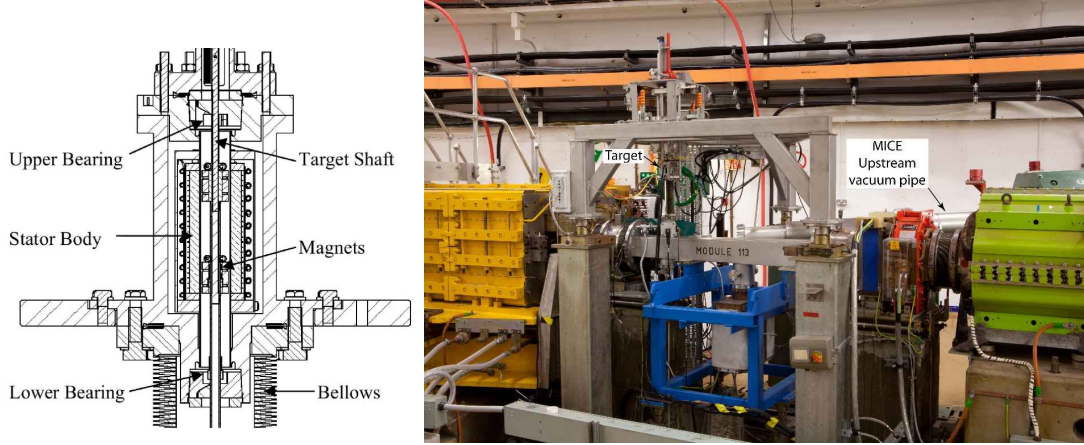 Upper Bearing
Target Shaft
Stator Body
Magnets
Lower Bearing
Bellows
Target
MICE
Upstream
vacuum pipe
MODULE 113